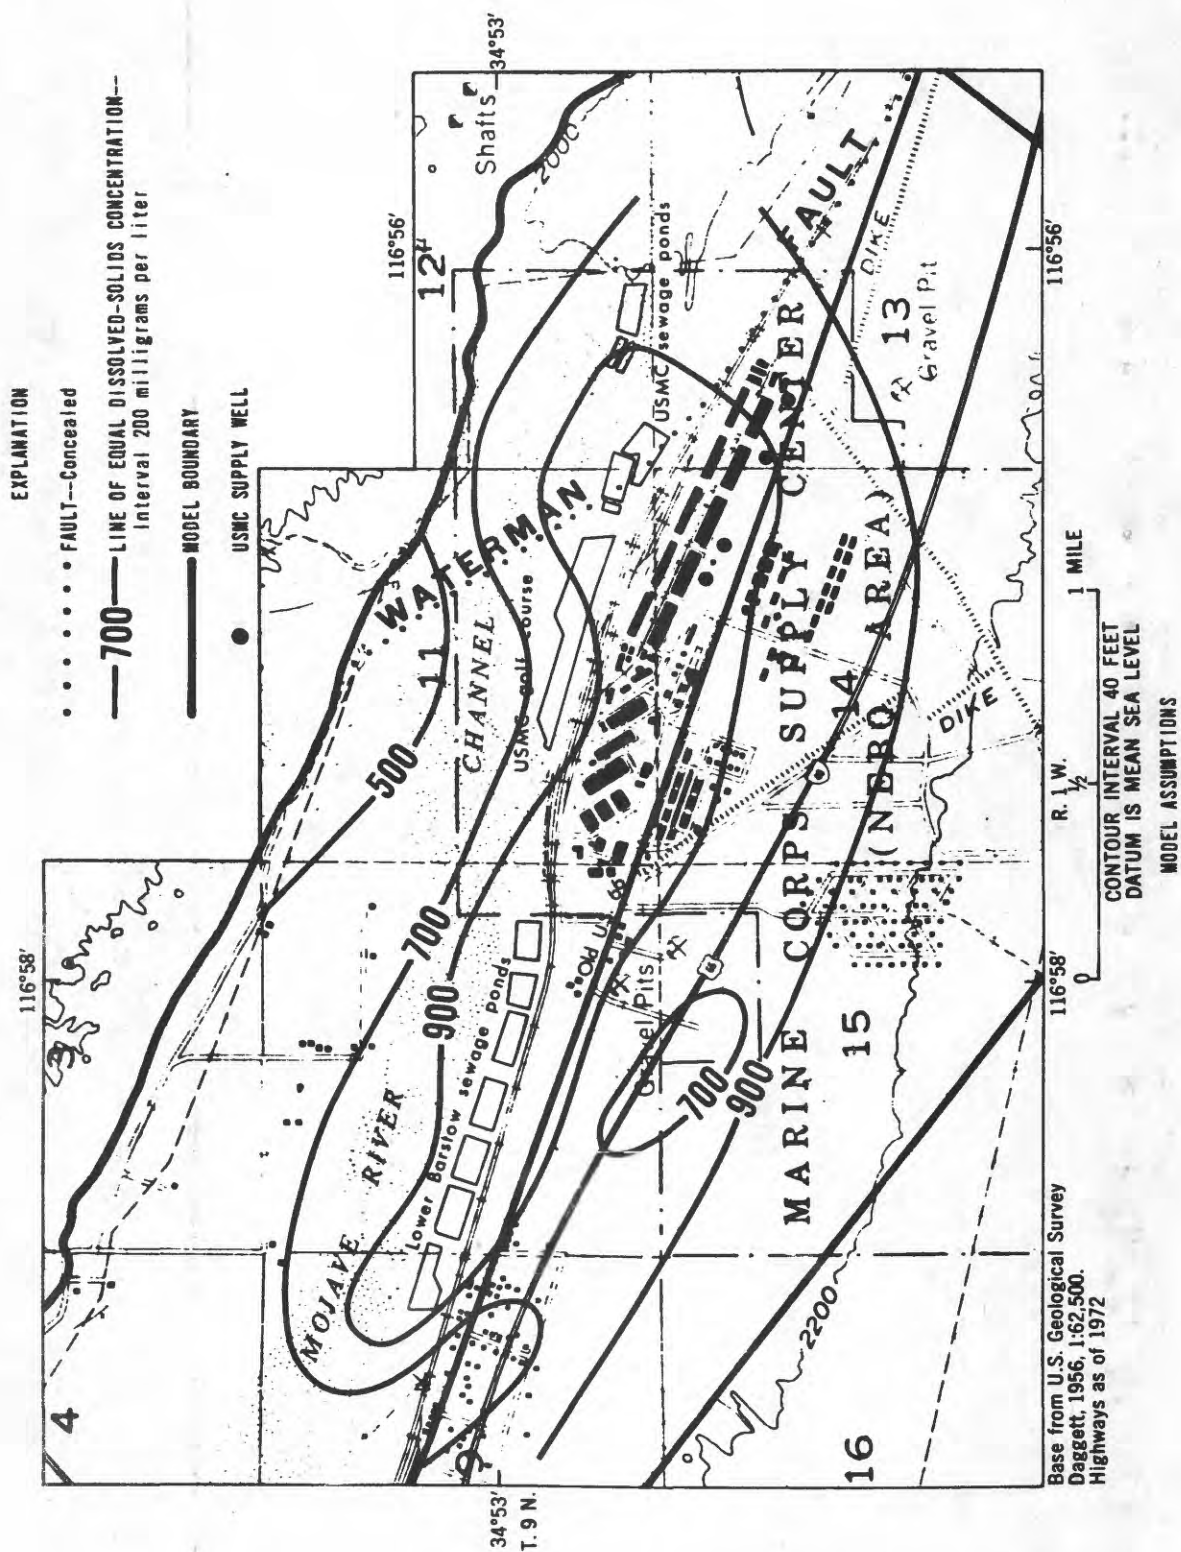 EXPLANATION
FAULT--Concealed
700 LINE OF EQUAL DISSOLVED-SOLIDS CONCENTRATION--
Interval 200 milligrams per liter
MODEL BOUNDARY
USMC SUPPLY WELL
116°58'
116°56'
34°53'
4
12
Shafts
2000
11
WATERMAN
FAULT
500
700
900
CHANNEL
USMC golf course
USMC sewage ponds
MOJAVE RIVER
Lower Barstow sewage ponds
Old
66
9
Gravel Pits
700
900
MARINE CORPS SUPPLY CENTER
(NEBO AREA)
14
13
Gravel Pit
DIKE
DIKE
15
16
2200
34°53'
T. 9 N.
R. 1 W.
116°58'
116°56'
Base from U.S. Geological Survey
Daggett, 1956, 1:62,500.
Highways as of 1972
0 ½ 1 MILE
CONTOUR INTERVAL 40 FEET
DATUM IS MEAN SEA LEVEL
MODEL ASSUMPTIONS